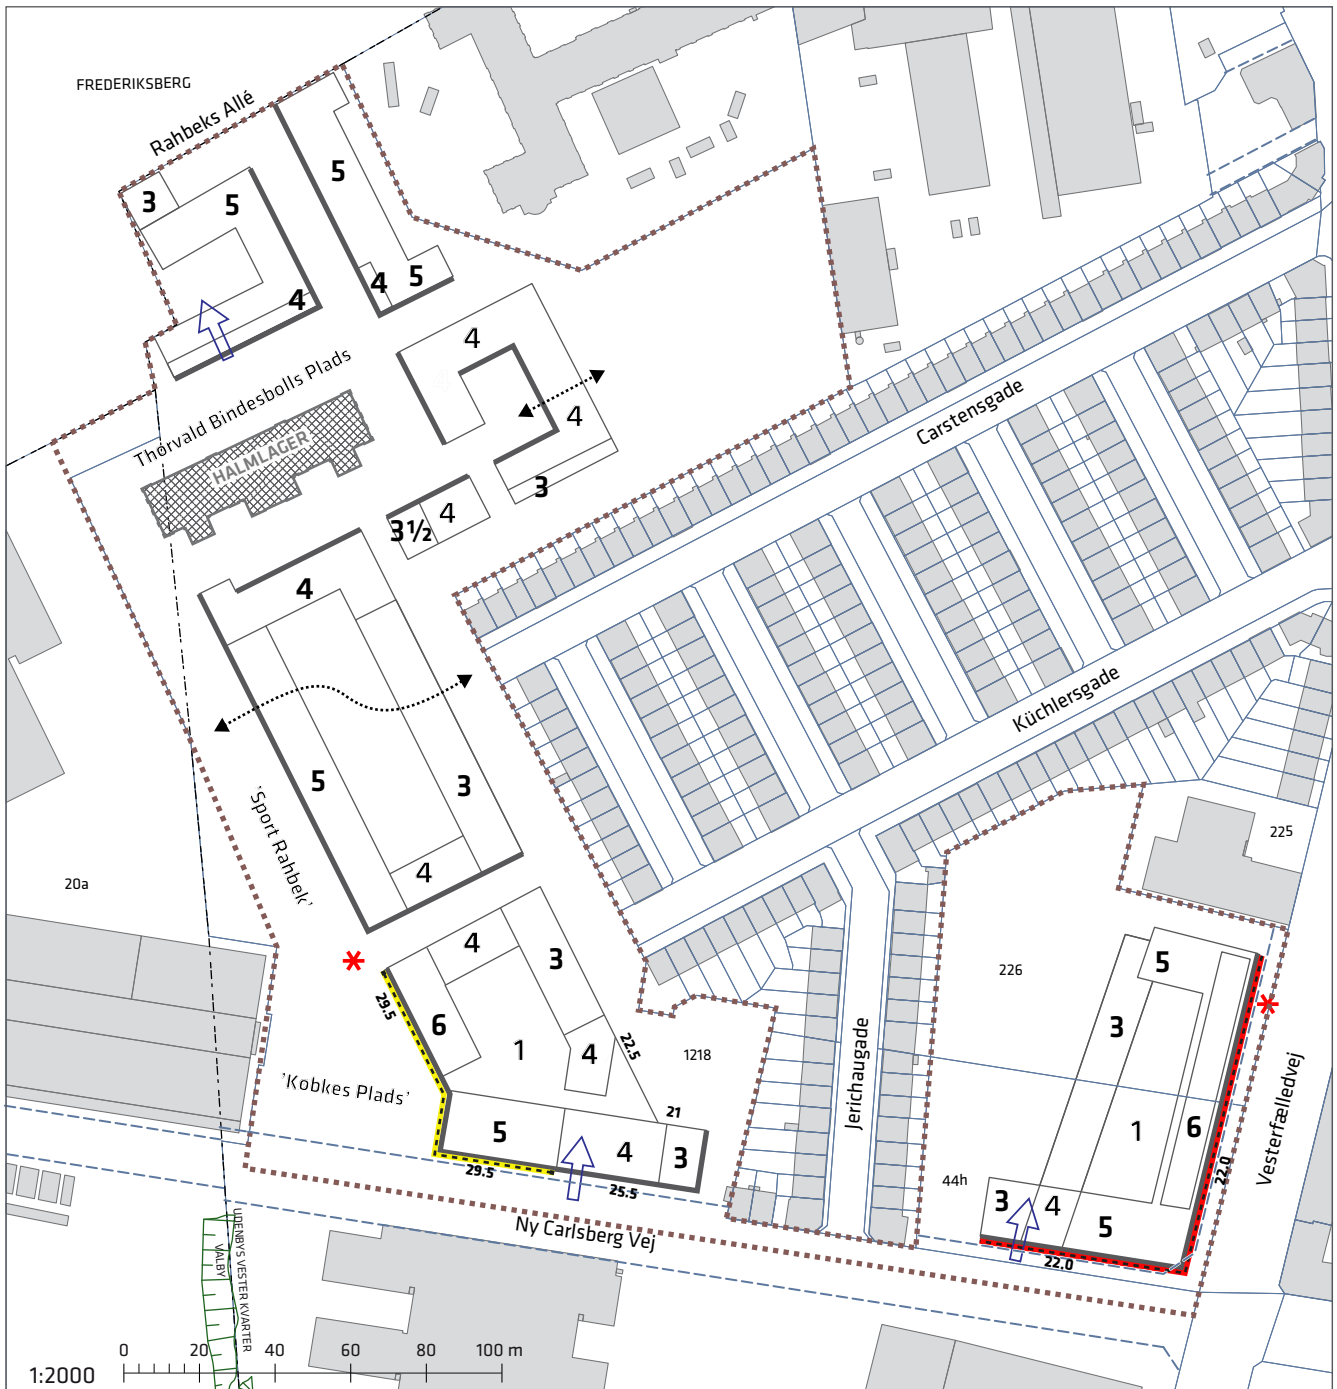 FREDERIKSBERG
Rahbeks Allé
3
5
5
4
4
5
4
Thorvald Bindesbolls Plads
4
HALMLAGER
3
3½
4
Carstensgade
4
Küchlersgade
5
3
'Sport Rahbek'
4
225
20a
4
3
5
226
29.5
6
1
4
22.5
1218
3
Jerichaugade
'Kobkes Plads'
21
5
4
3
1
6
Vesterfælledvej
29.5
25.5
44h
3
4
5
22.0
22.0
Ny Carlsberg Vej
VALBY
UDENBYS VESTER KVARTER
0 20 40 60 80 100 m
1:2000